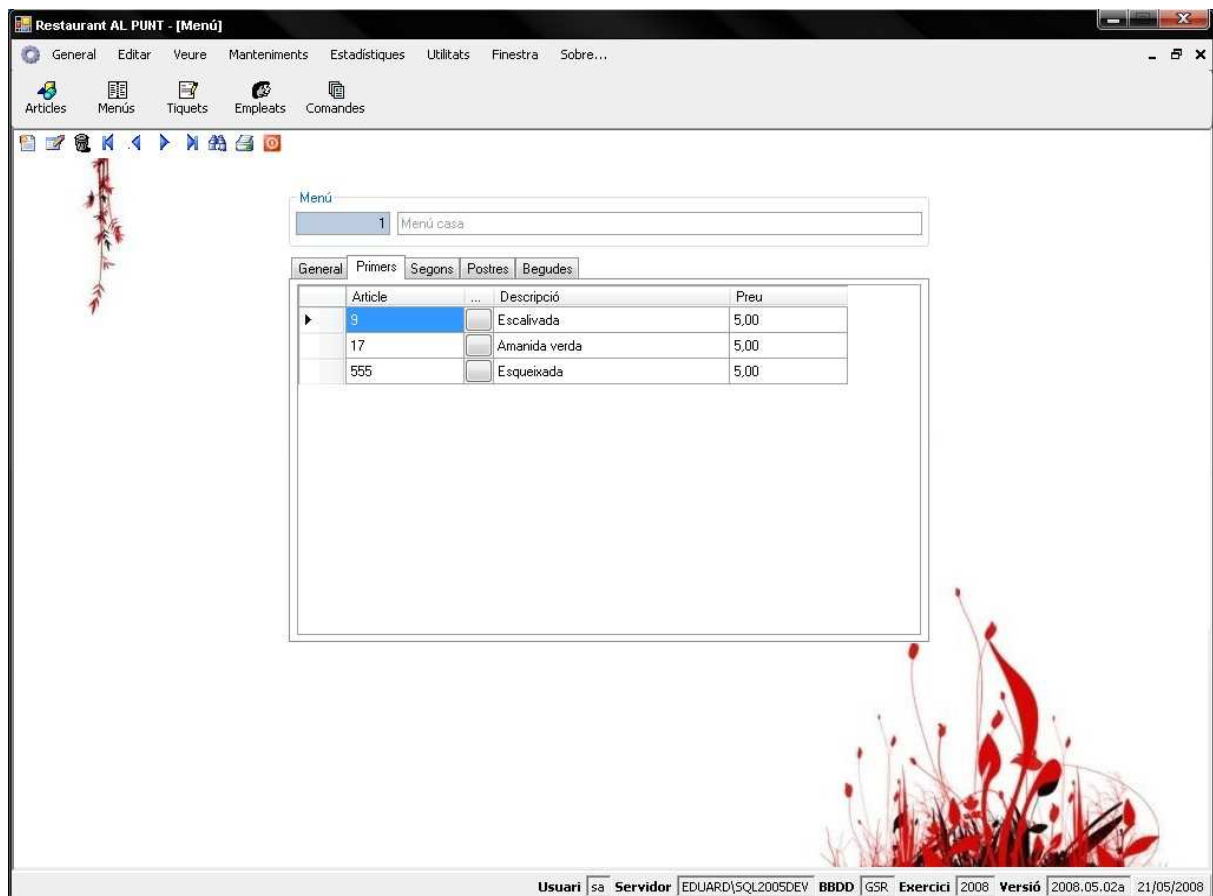 Restaurant AL PUNT - [Menú]
General Editar Veure Manteniments Estadístiques Utilitats Finestra Sobre...
Articles Menús Tiquets Empleats Comandes
Menú
1 Menú casa
General Primers Segons Postres Begudes
Article ... Descripció Preu
9 Escalivada 5,00
17 Amanida verda 5,00
555 Esqueixada 5,00
Usuari sa Servidor EDUARD\SQL2005DEV BBDD GSR Exercici 2008 Versió 2008.05.02a 21/05/2008